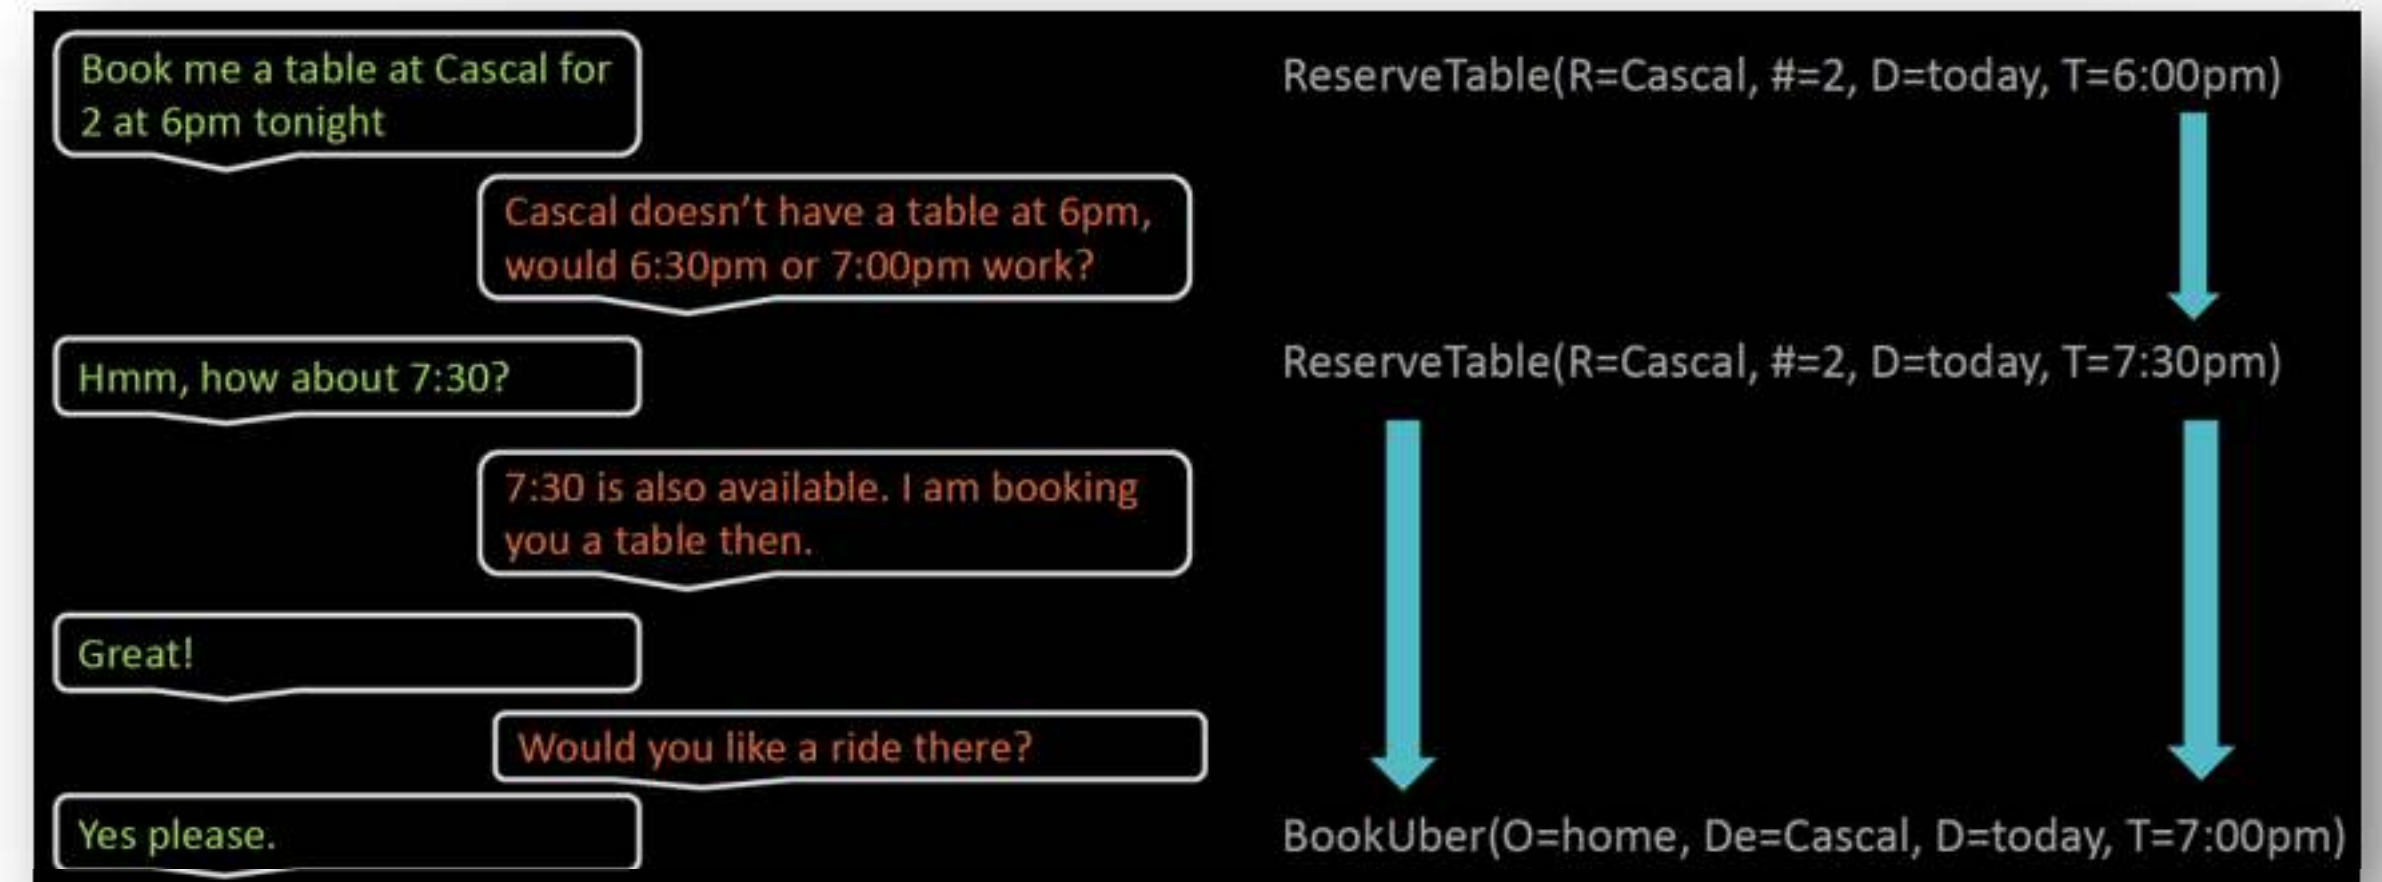 Book me a table at Cascal for
2 at 6pm tonight
ReserveTable(R=Cascal, #=2, D=today, T=6:00pm)
Cascal doesn't have a table at 6pm,
would 6:30pm or 7:00pm work?
Hmm, how about 7:30?
ReserveTable(R=Cascal, #=2, D=today, T=7:30pm)
7:30 is also available. I am booking
you a table then.
Great!
Would you like a ride there?
Yes please.
BookUber(O=home, De=Cascal, D=today, T=7:00pm)